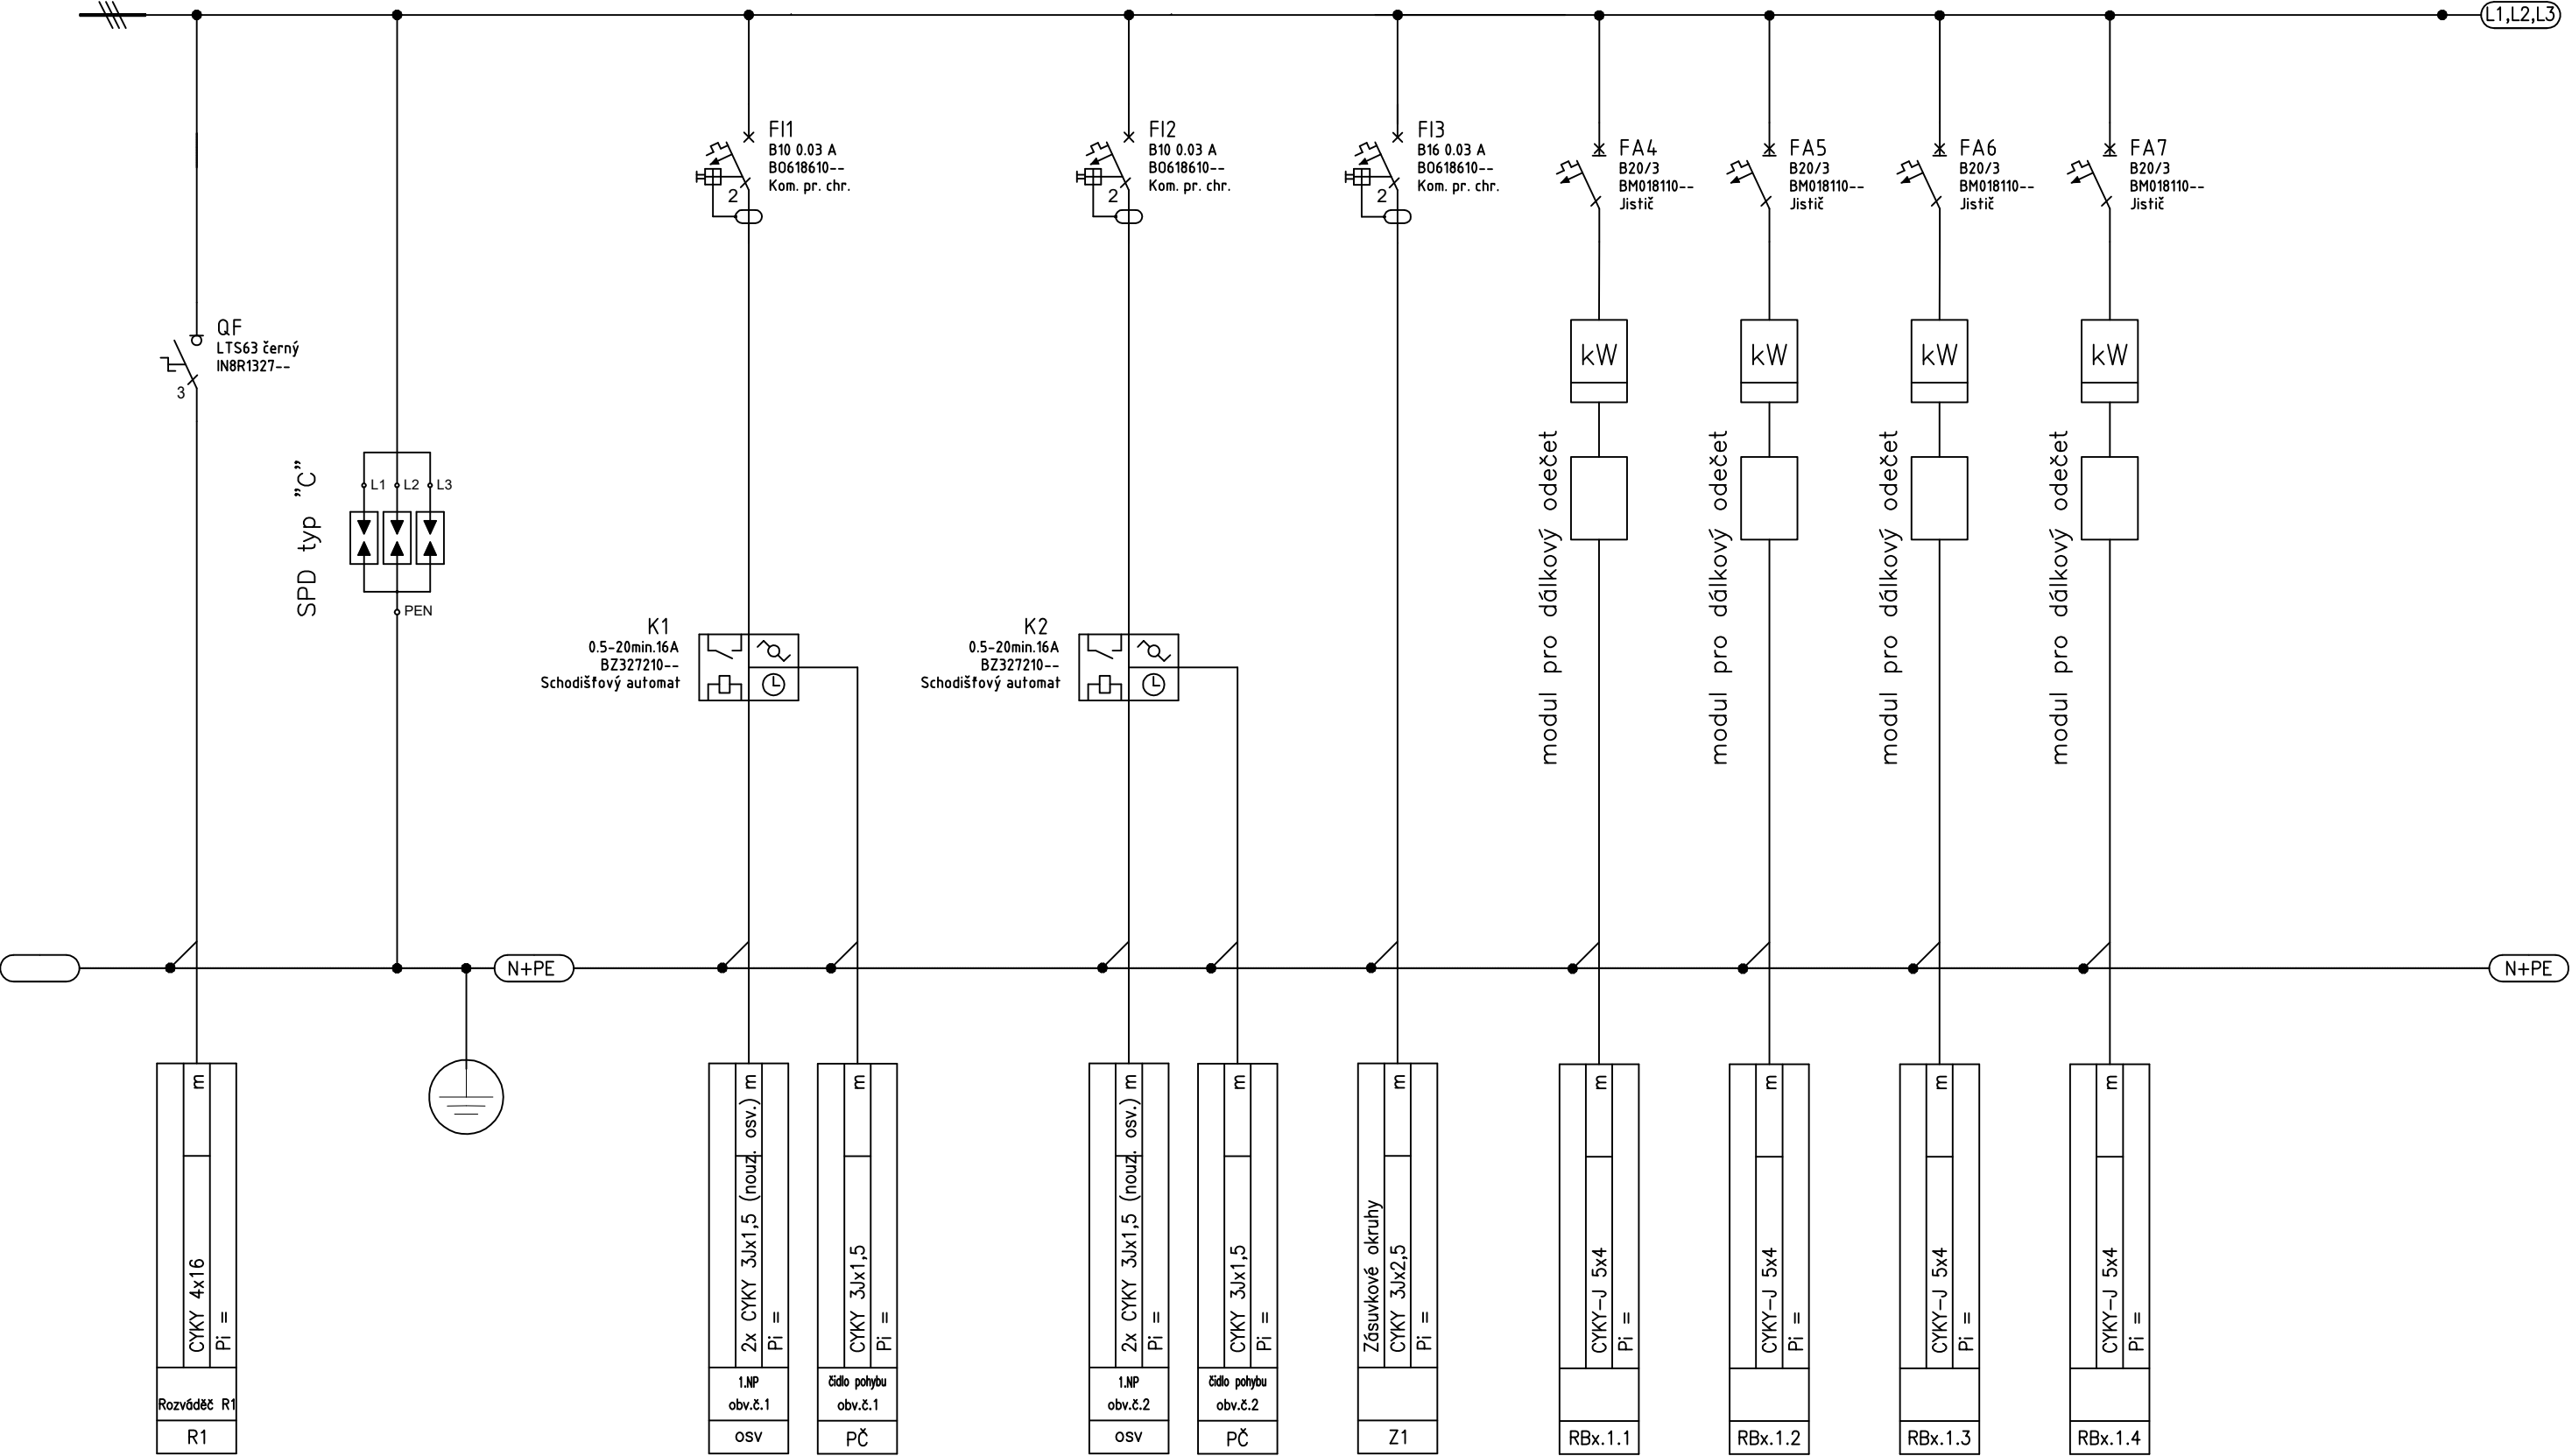 L1,L2,L3
FI1
B10 0.03 A
BO618610--
Kom. pr. chr.
2
FI2
B10 0.03 A
BO618610--
Kom. pr. chr.
2
FI3
B16 0.03 A
BO618610--
Kom. pr. chr.
2
FA4
B20/3
BM018110--
Jistič
FA5
B20/3
BM018110--
Jistič
FA6
B20/3
BM018110--
Jistič
FA7
B20/3
BM018110--
Jistič
QF
LTS63 černý
IN8R1327--
3
kW
kW
kW
kW
SPD typ "C"
L1
L2
L3
PEN
modul pro dálkový odečet
modul pro dálkový odečet
modul pro dálkový odečet
modul pro dálkový odečet
K1
0.5-20min.16A
BZ327210--
Schodišťový automat
K2
0.5-20min.16A
BZ327210--
Schodišťový automat
N+PE
N+PE
CYKY 4x16
m
Pi =
Rozváděč R1
R1
2x CYKY 3Jx1,5 (nouz. osv.) m
Pi =
1.NP
obv.č.1
osv
CYKY 3Jx1,5
m
Pi =
čidlo pohybu
obv.č.1
PČ
2x CYKY 3Jx1,5 (nouz. osv.) m
Pi =
1.NP
obv.č.2
osv
CYKY 3Jx1,5
m
Pi =
čidlo pohybu
obv.č.2
PČ
Zásuvkové okruhy
CYKY 3Jx2,5
m
Pi =
Z1
CYKY-J 5x4
m
Pi =
RBx.1.1
CYKY-J 5x4
m
Pi =
RBx.1.2
CYKY-J 5x4
m
Pi =
RBx.1.3
CYKY-J 5x4
m
Pi =
RBx.1.4